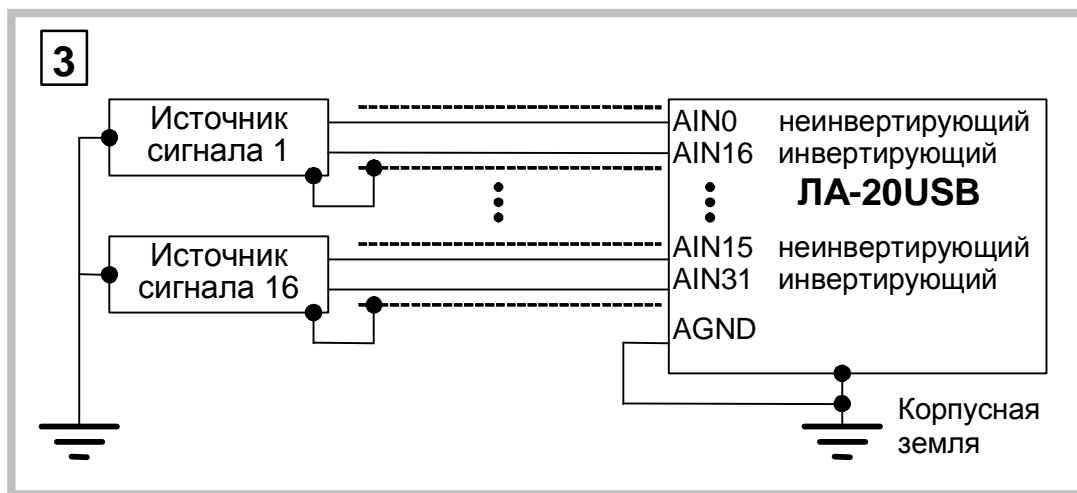 3
Источник
сигнала 1
AIN0 неинвертирующий
AIN16 инвертирующий
ЛА-20USB
Источник
сигнала 16
AIN15 неинвертирующий
AIN31 инвертирующий
AGND
Корпусная
земля